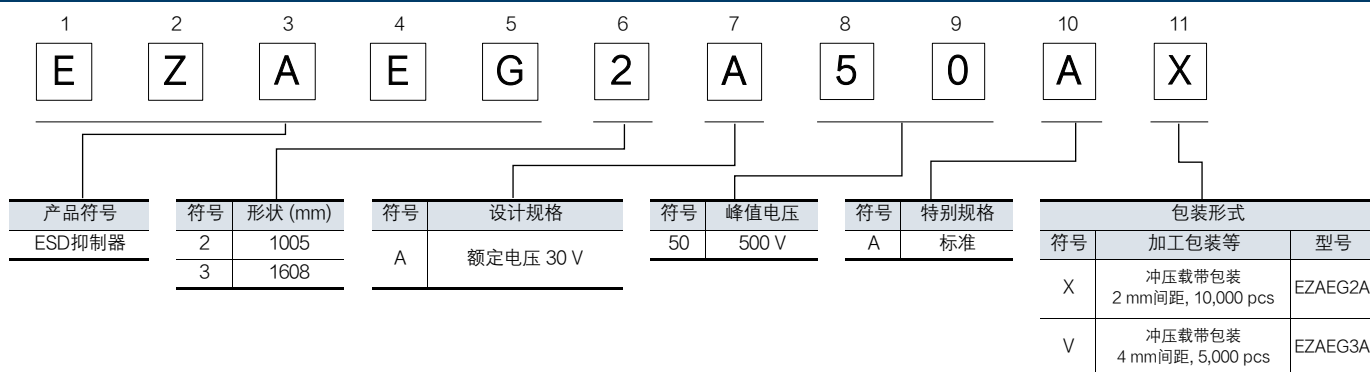 1 2 3 4 5 6 7 8 9 10 11
E Z A E G 2 A 5 0 A X
产品符号
ESD抑制器
符号 形状 (mm)
2 1005
3 1608
符号 设计规格
A 额定电压 30 V
符号 峰值电压
50 500 V
符号 特别规格
A 标准
包装形式
符号 加工包装等 型号
X 冲压载带包装 2 mm间距, 10,000 pcs EZAEG2A
V 冲压载带包装 4 mm间距, 5,000 pcs EZAEG3A